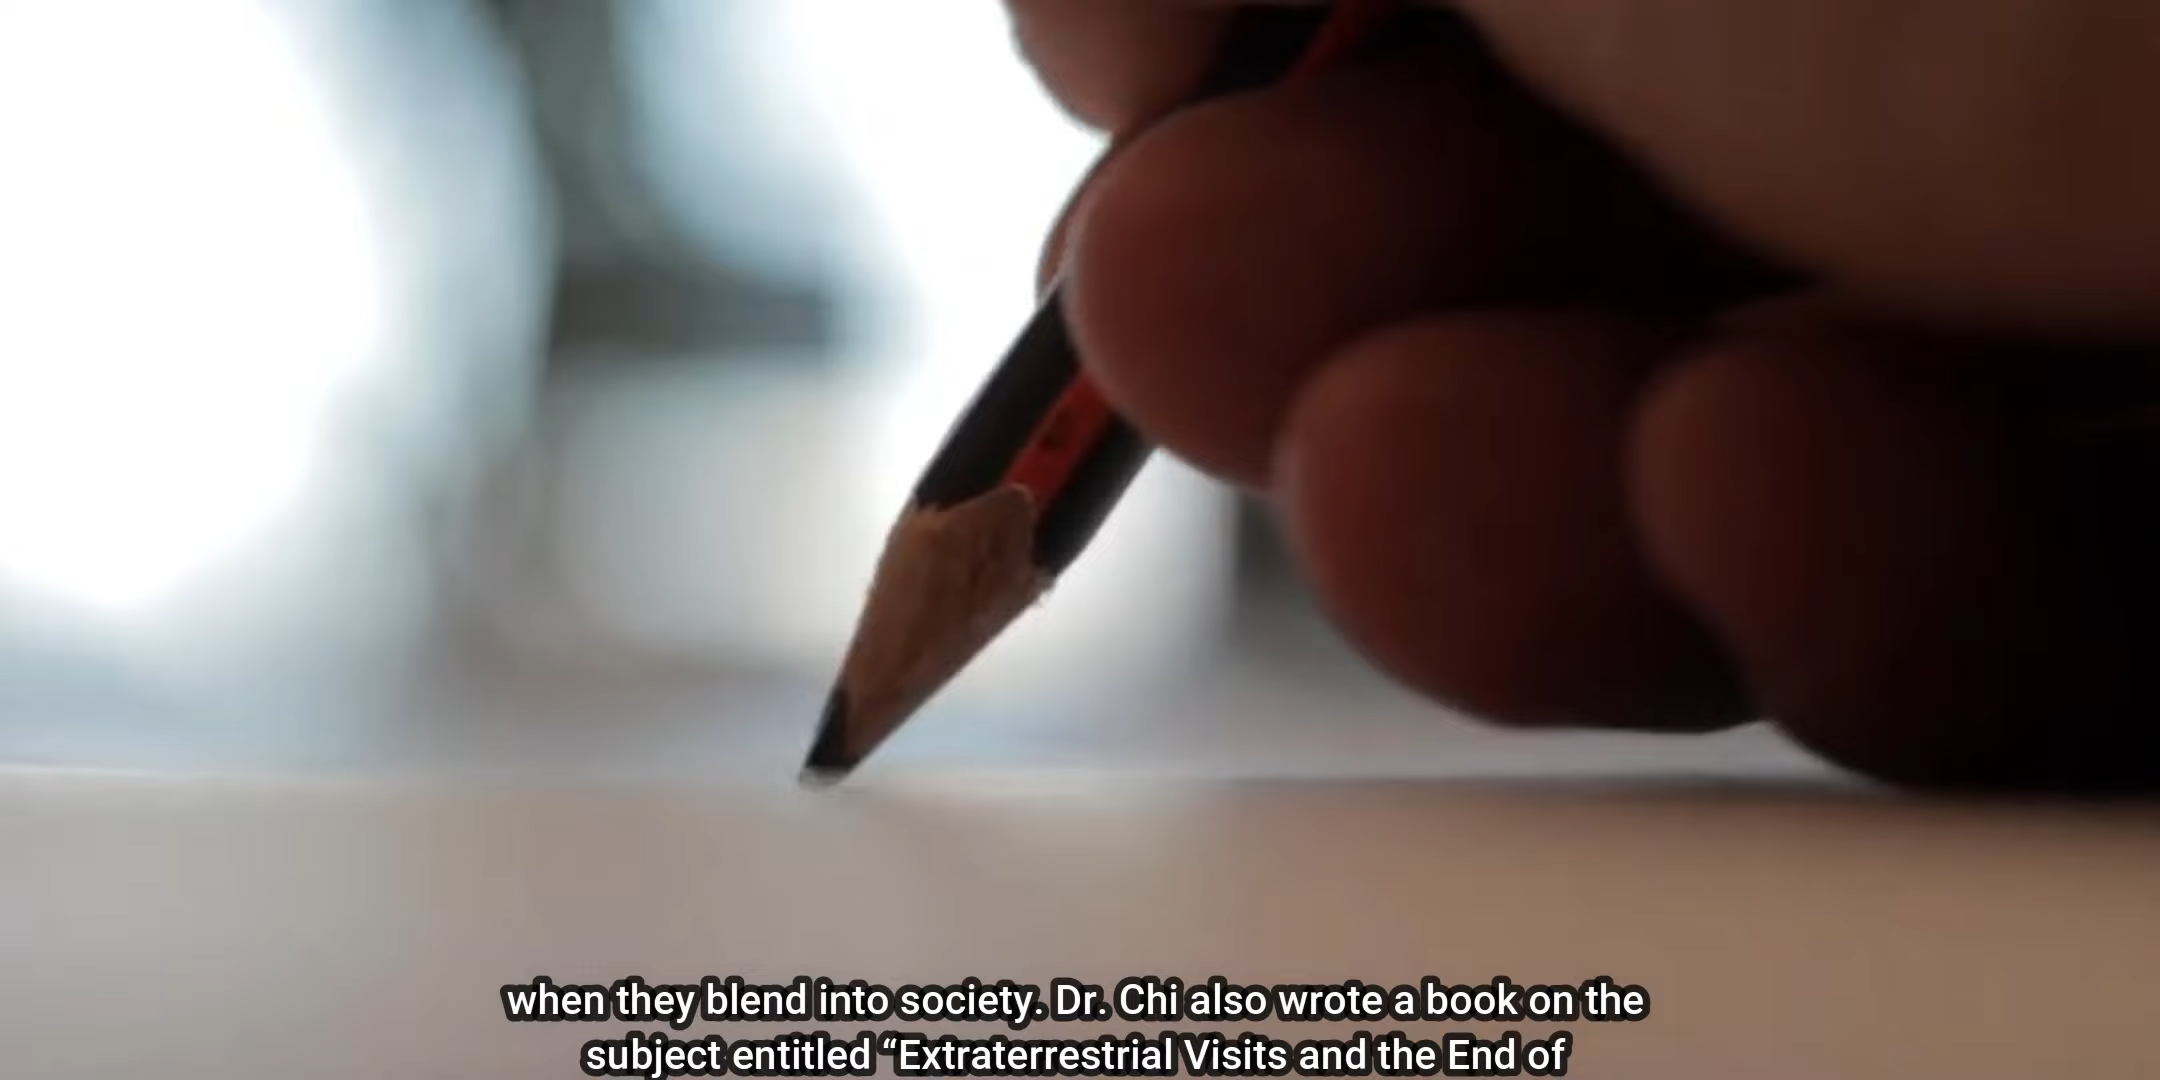 when they blend into society. Dr. Chi also wrote a book on the
subject entitled “Extraterrestrial Visits and the End of